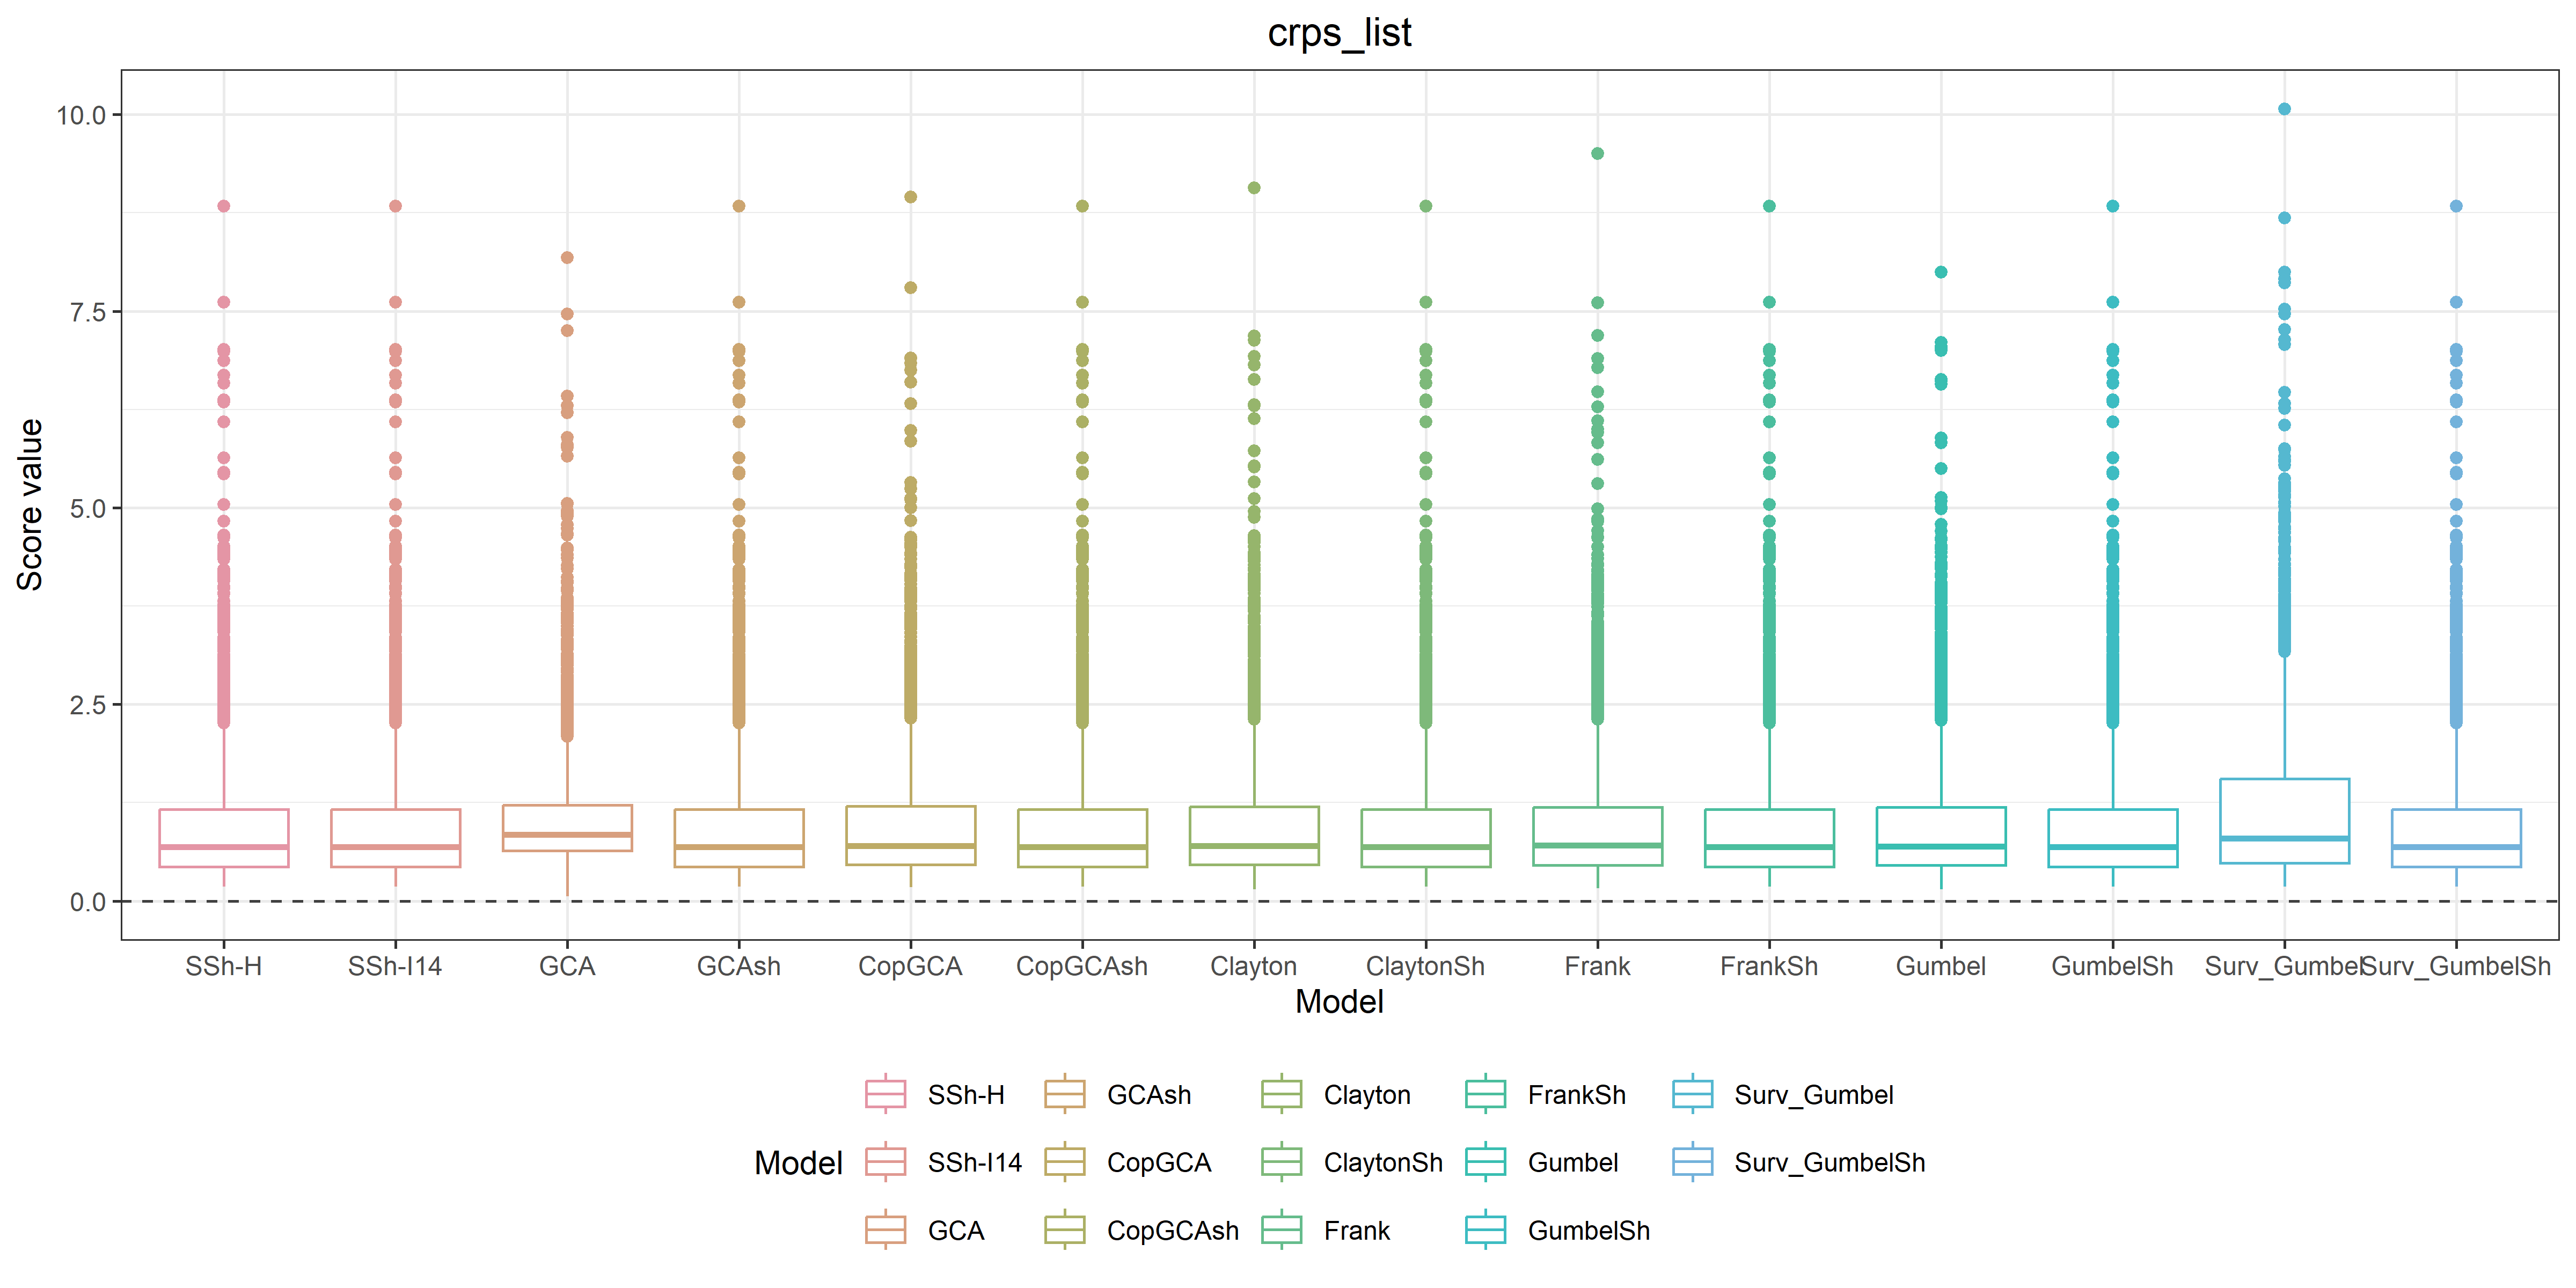 crps_list
Score value
10.0
7.5
5.0
2.5
0.0
SSh-H SSh-I14 GCA GCAsh CopGCA CopGCAsh Clayton ClaytonSh Frank FrankSh Gumbel GumbelSh Surv_Gumbel Surv_GumbelSh
Model
Model
SSh-H GCAsh Clayton FrankSh Surv_Gumbel
SSh-I14 CopGCA ClaytonSh Gumbel Surv_GumbelSh
GCA CopGCAsh Frank GumbelSh